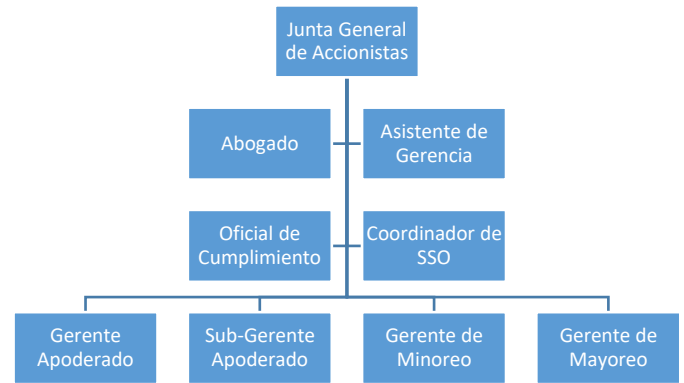 Junta General
de Accionistas
Abogado
Asistente de
Gerencia
Oficial de
Cumplimiento
Coordinador de
SSO
Gerente
Apoderado
Sub-Gerente
Apoderado
Gerente de
Minoreo
Gerente de
Mayoreo